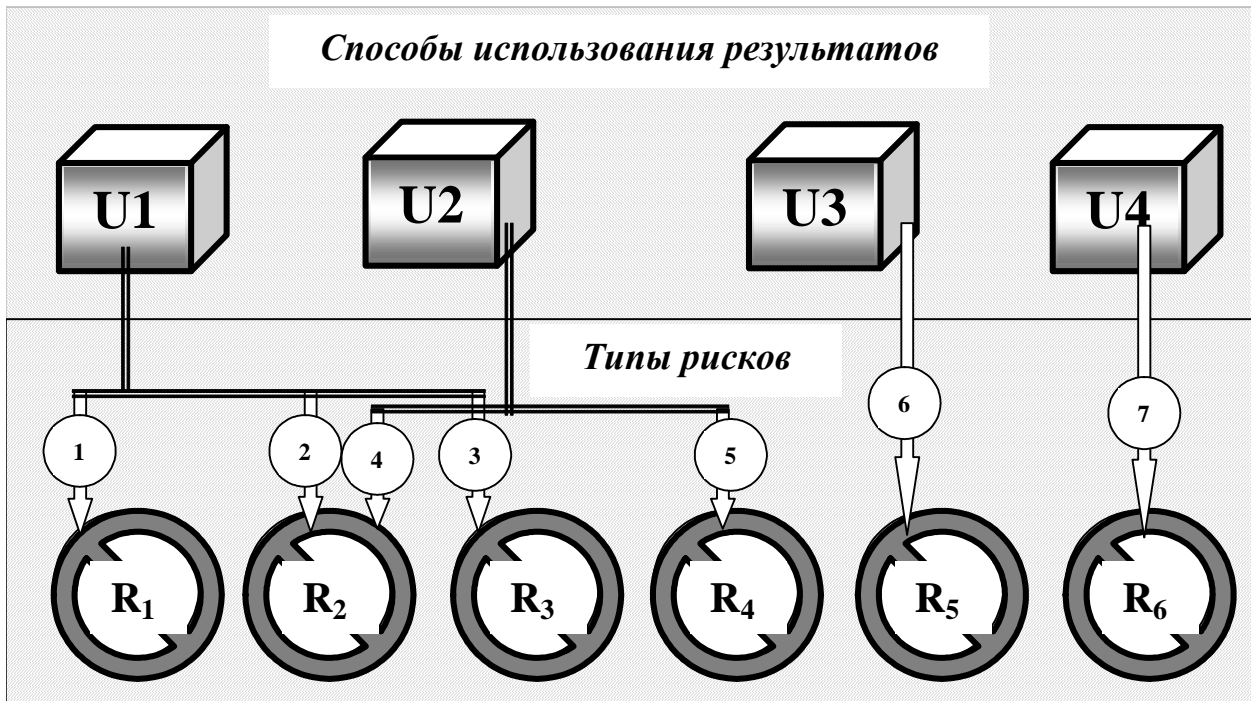 Способы использования результатов
U1 U2 U3 U4
Типы рисков
1 2 4 3 5 6 7
R₁ R₂ R₃ R₄ R₅ R₆